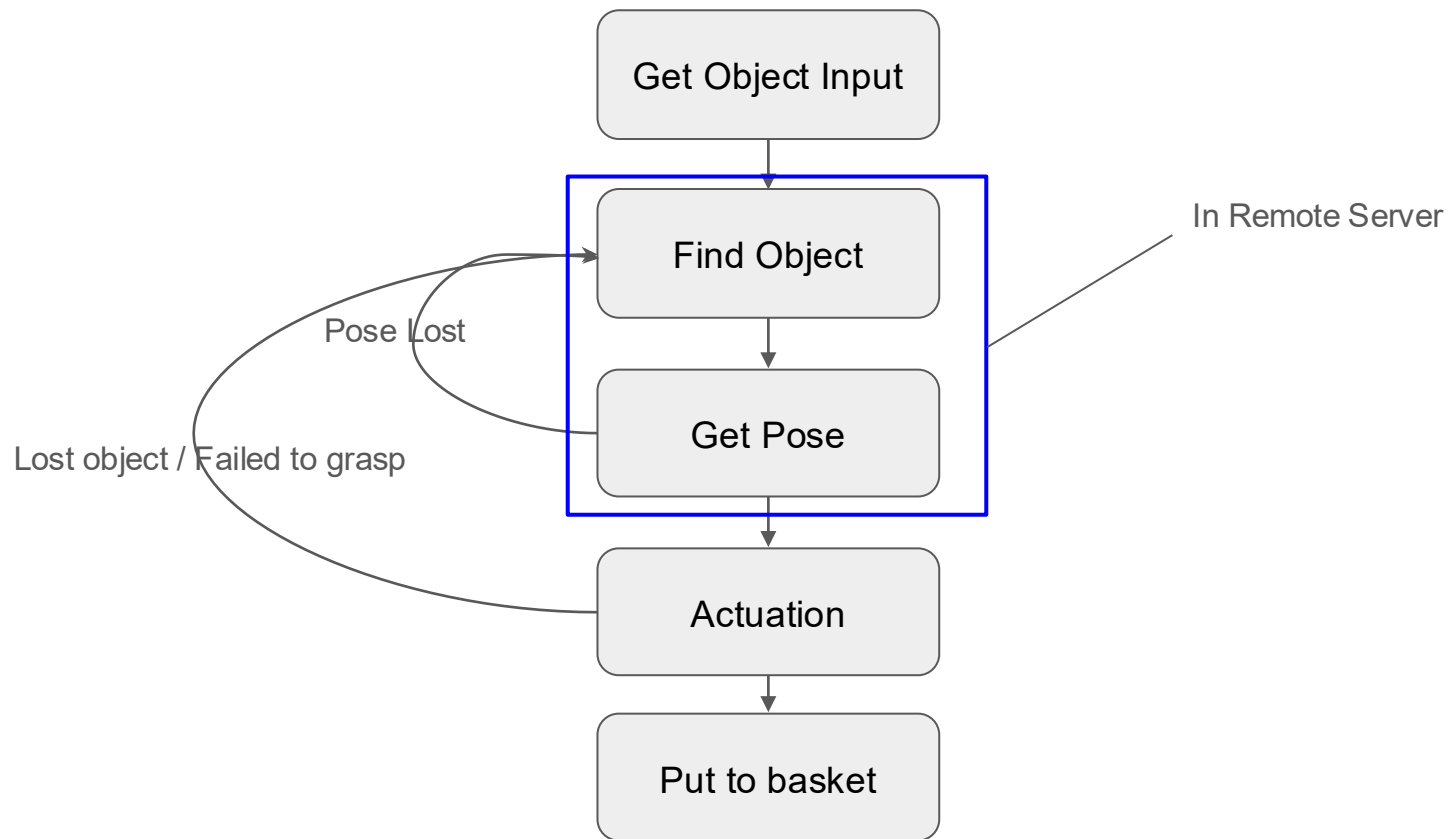 Get Object Input
In Remote Server
Find Object
Pose Lost
Get Pose
Lost object / Failed to grasp
Actuation
Put to basket